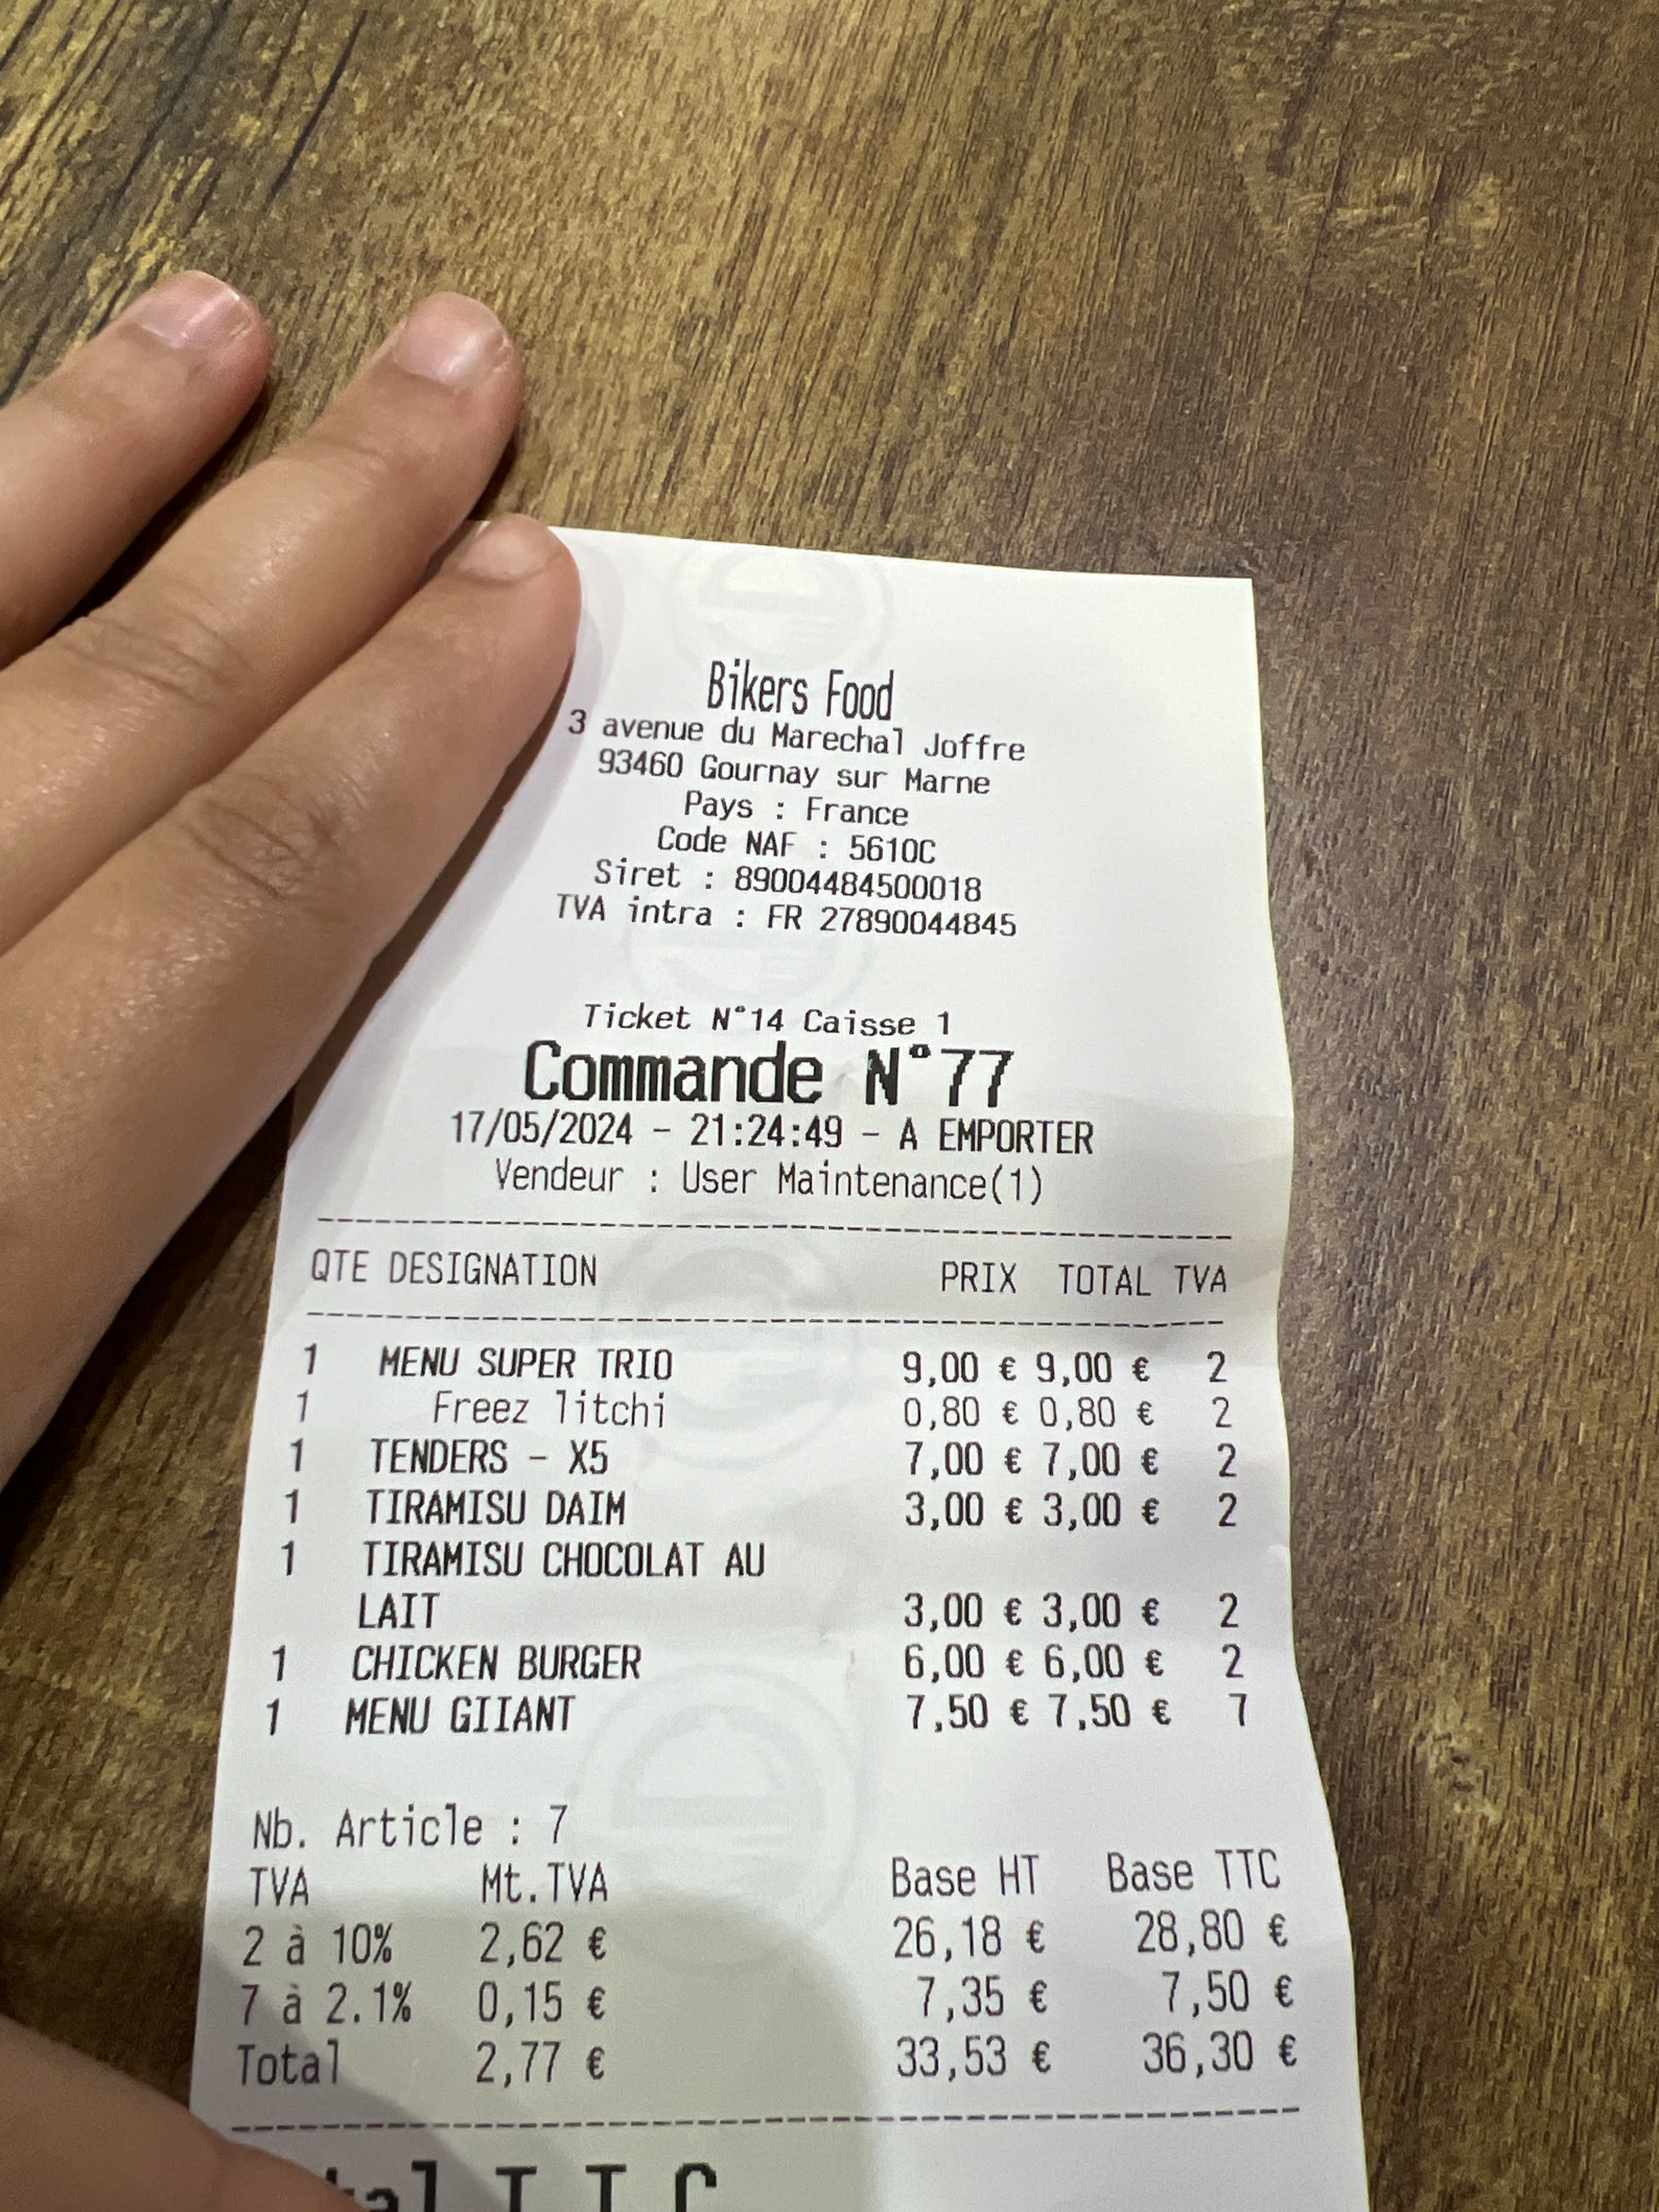 Bikers Food
3 avenue du Marechal Joffre
93460 Gournay sur Marne
Pays : France
Code NAF : 5610C
Siret : 89004484500018
TVA intra : FR 27890044845
Ticket N°14 Caisse 1
Commande N°77
17/05/2024 - 21:24:49 - A EMPORTER
Vendeur : User Maintenance(1)
QTE DESIGNATION PRIX TOTAL TVA
1 MENU SUPER TRIO 9,00 € 9,00 € 2
1 Freez litchi 0,80 € 0,80 € 2
1 TENDERS - X5 7,00 € 7,00 € 2
1 TIRAMISU DAIM 3,00 € 3,00 € 2
1 TIRAMISU CHOCOLAT AU
LAIT 3,00 € 3,00 € 2
1 CHICKEN BURGER 6,00 € 6,00 € 2
1 MENU GIIANT 7,50 € 7,50 € 7
Nb. Article : 7
TVA Mt.TVA Base HT Base TTC
2 à 10% 2,62 € 26,18 € 28,80 €
7 à 2.1% 0,15 € 7,35 € 7,50 €
Total 2,77 € 33,53 € 36,30 €